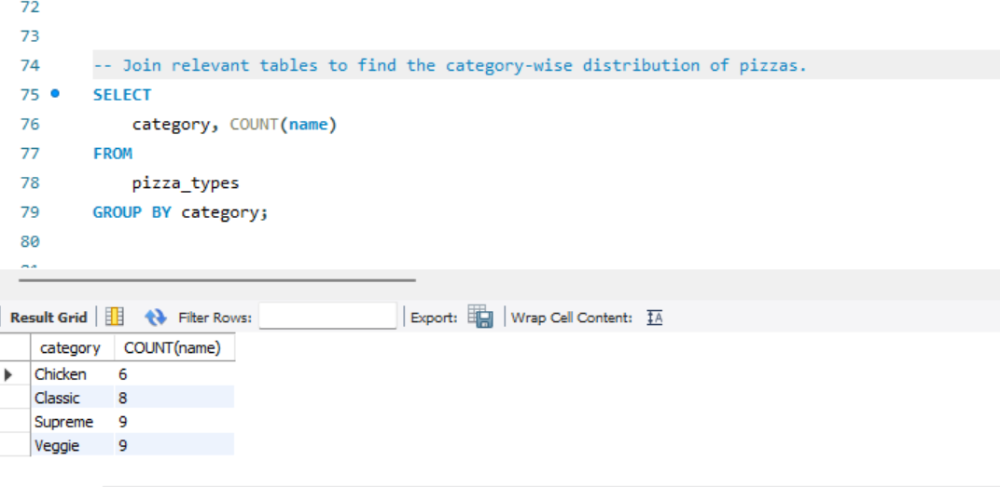 72
73
74 -- Join relevant tables to find the category-wise distribution of pizzas.
75 SELECT
76 category, COUNT(name)
77 FROM
78 pizza_types
79 GROUP BY category;
80
Result Grid Filter Rows: Export: Wrap Cell Content: IA
category COUNT(name)
Chicken 6
Classic 8
Supreme 9
Veggie 9